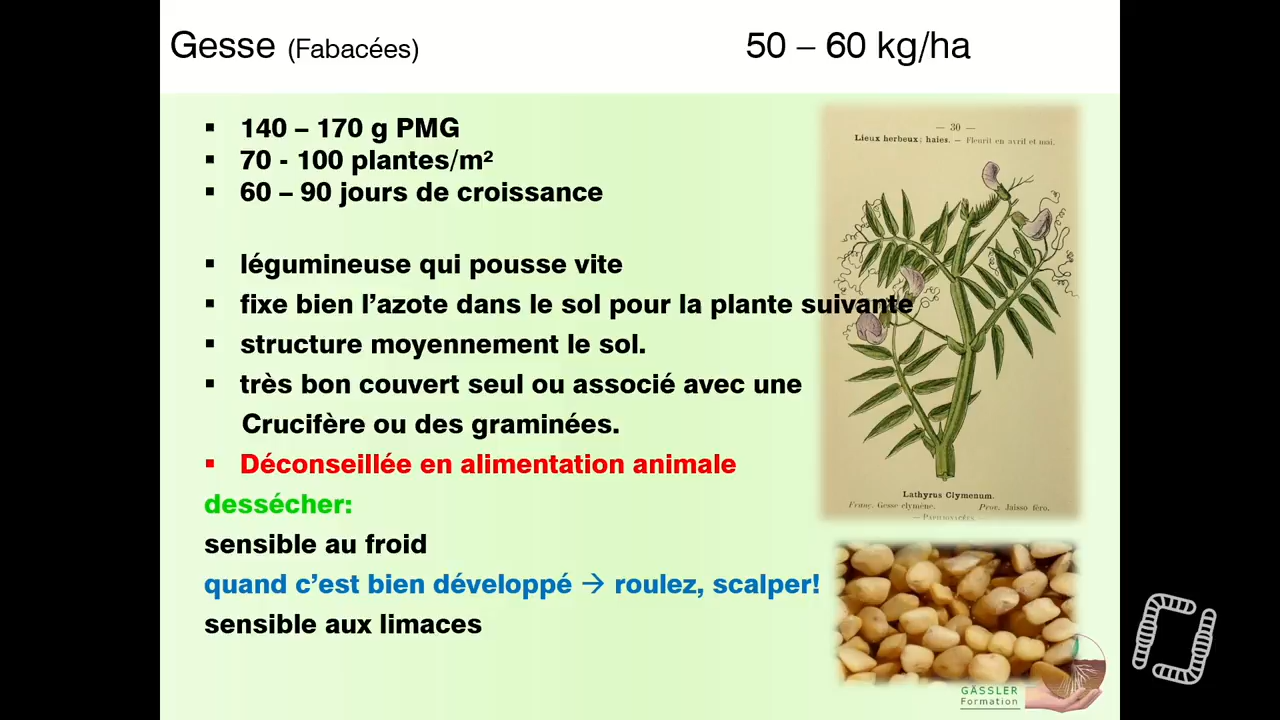 Gesse (Fabacées)
50 – 60 kg/ha
▪ 140 – 170 g PMG
▪ 70 - 100 plantes/m²
▪ 60 – 90 jours de croissance
▪ légumineuse qui pousse vite
▪ fixe bien l’azote dans le sol pour la plante suivante
▪ structure moyennement le sol.
▪ très bon couvert seul ou associé avec une
Crucifère ou des graminées.
▪ Déconseillée en alimentation animale
dessécher:
sensible au froid
quand c’est bien développé → roulez, scalper!
sensible aux limaces
— 30 —
Lieux herbeux; haies. — Fleurit en avril et mai.
Lathyrus Clymenum.
Franç. Gesse clymène. Prov. Jaisso fèro.
— Papilionacées. —
GÄSSLER
Formation